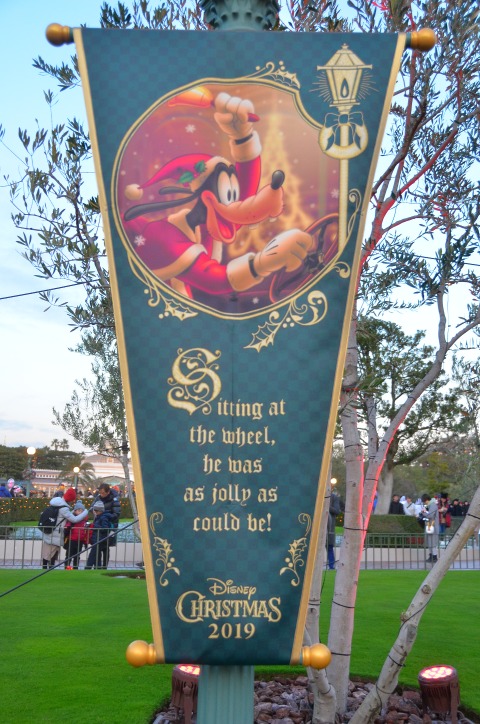 Sitting at
the wheel,
he was
as jolly as
could be!
Disney
CHRISTMAS
2019